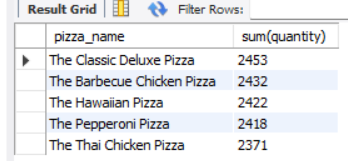 Result Grid Filter Rows:
pizza_name sum(quantity)
The Classic Deluxe Pizza 2453
The Barbecue Chicken Pizza 2432
The Hawaiian Pizza 2422
The Pepperoni Pizza 2418
The Thai Chicken Pizza 2371